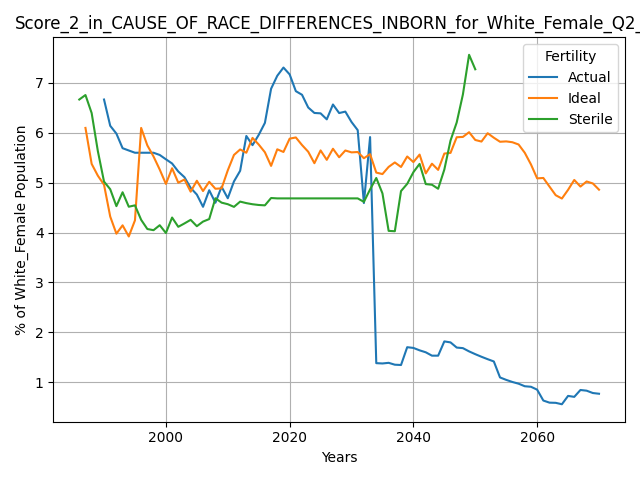 Score_2_in_CAUSE_OF_RACE_DIFFERENCES_INBORN_for_White_Female_Q2_
Fertility
Actual
Ideal
Sterile
% of White_Female Population
7
6
5
4
3
2
1
2000
2020
2040
2060
Years